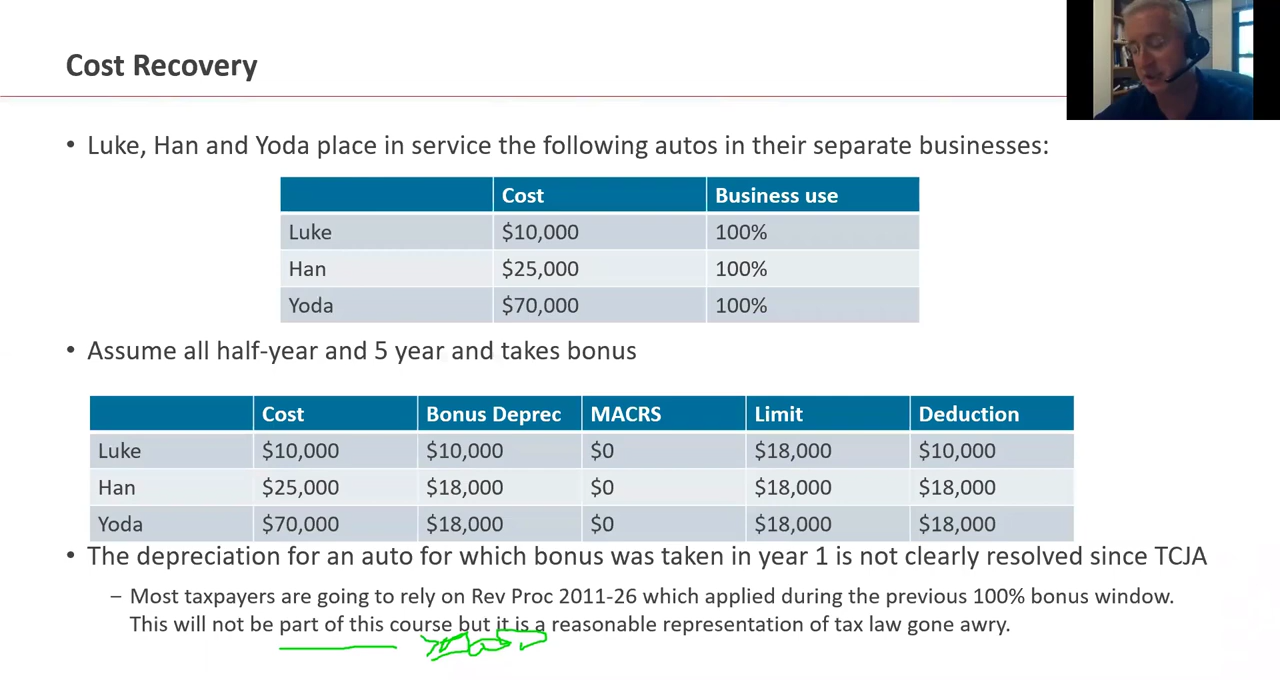 Cost Recovery
• Luke, Han and Yoda place in service the following autos in their separate businesses:
Cost Business use
Luke $10,000 100%
Han $25,000 100%
Yoda $70,000 100%
• Assume all half-year and 5 year and takes bonus
Cost Bonus Deprec MACRS Limit Deduction
Luke $10,000 $10,000 $0 $18,000 $10,000
Han $25,000 $18,000 $0 $18,000 $18,000
Yoda $70,000 $18,000 $0 $18,000 $18,000
• The depreciation for an auto for which bonus was taken in year 1 is not clearly resolved since TCJA
– Most taxpayers are going to rely on Rev Proc 2011-26 which applied during the previous 100% bonus window.
This will not be part of this course but it is a reasonable representation of tax law gone awry.